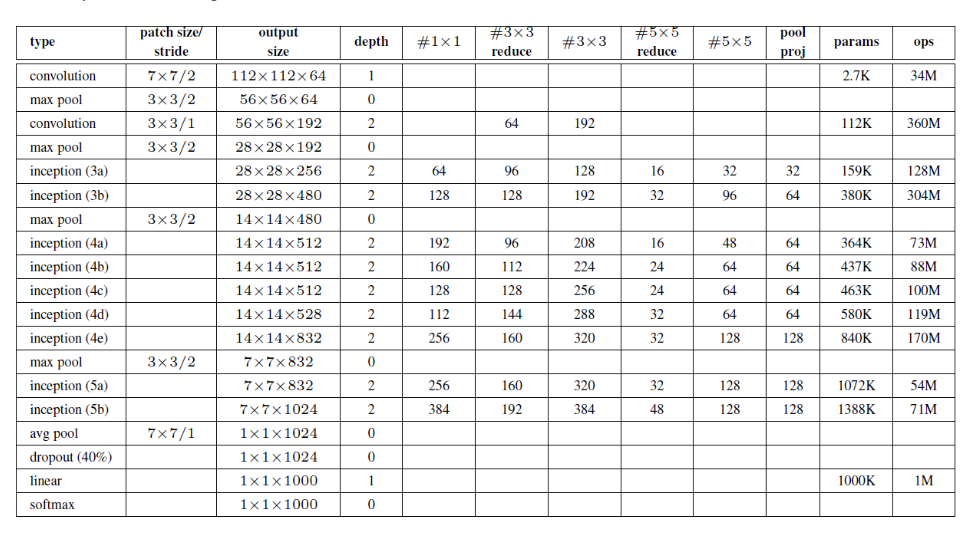 type patch size/ stride output size depth #1×1 #3×3 reduce #3×3 #5×5 reduce #5×5 pool proj params ops
convolution 7×7/2 112×112×64 1 2.7K 34M
max pool 3×3/2 56×56×64 0
convolution 3×3/1 56×56×192 2 64 192 112K 360M
max pool 3×3/2 28×28×192 0
inception (3a) 28×28×256 2 64 96 128 16 32 32 159K 128M
inception (3b) 28×28×480 2 128 128 192 32 96 64 380K 304M
max pool 3×3/2 14×14×480 0
inception (4a) 14×14×512 2 192 96 208 16 48 64 364K 73M
inception (4b) 14×14×512 2 160 112 224 24 64 64 437K 88M
inception (4c) 14×14×512 2 128 128 256 24 64 64 463K 100M
inception (4d) 14×14×528 2 112 144 288 32 64 64 580K 119M
inception (4e) 14×14×832 2 256 160 320 32 128 128 840K 170M
max pool 3×3/2 7×7×832 0
inception (5a) 7×7×832 2 256 160 320 32 128 128 1072K 54M
inception (5b) 7×7×1024 2 384 192 384 48 128 128 1388K 71M
avg pool 7×7/1 1×1×1024 0
dropout (40%) 1×1×1024 0
linear 1×1×1000 1 1000K 1M
softmax 1×1×1000 0